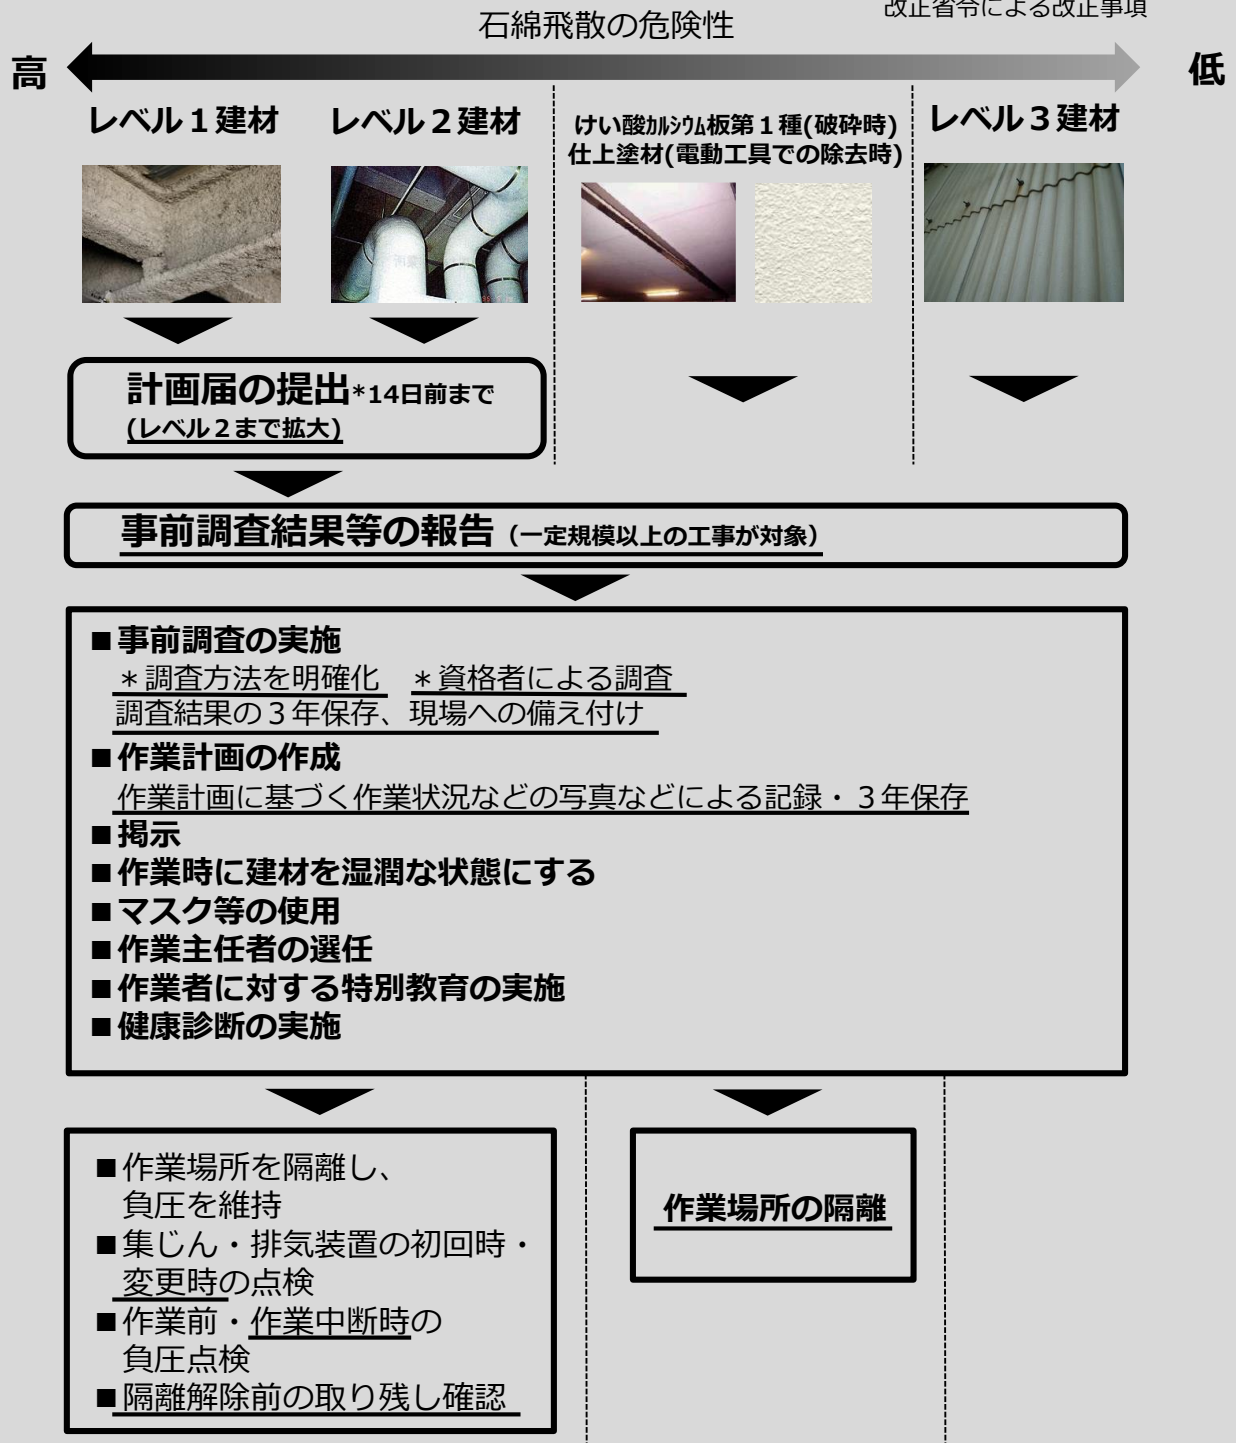 改正省令による改正事項
石綿飛散の危険性
高
低
レベル１建材
レベル２建材
けい酸ｶﾙｼｳﾑ板第１種(破砕時)
仕上塗材(電動工具での除去時)
レベル３建材
計画届の提出*14日前まで
(レベル２まで拡大)
事前調査結果等の報告（一定規模以上の工事が対象）
■事前調査の実施
＊調査方法を明確化　＊資格者による調査
調査結果の３年保存、現場への備え付け
■作業計画の作成
作業計画に基づく作業状況などの写真などによる記録・３年保存
■掲示
■作業時に建材を湿潤な状態にする
■マスク等の使用
■作業主任者の選任
■作業者に対する特別教育の実施
■健康診断の実施
■作業場所を隔離し、
負圧を維持
■集じん・排気装置の初回時・
変更時の点検
■作業前・作業中断時の
負圧点検
■隔離解除前の取り残し確認
作業場所の隔離